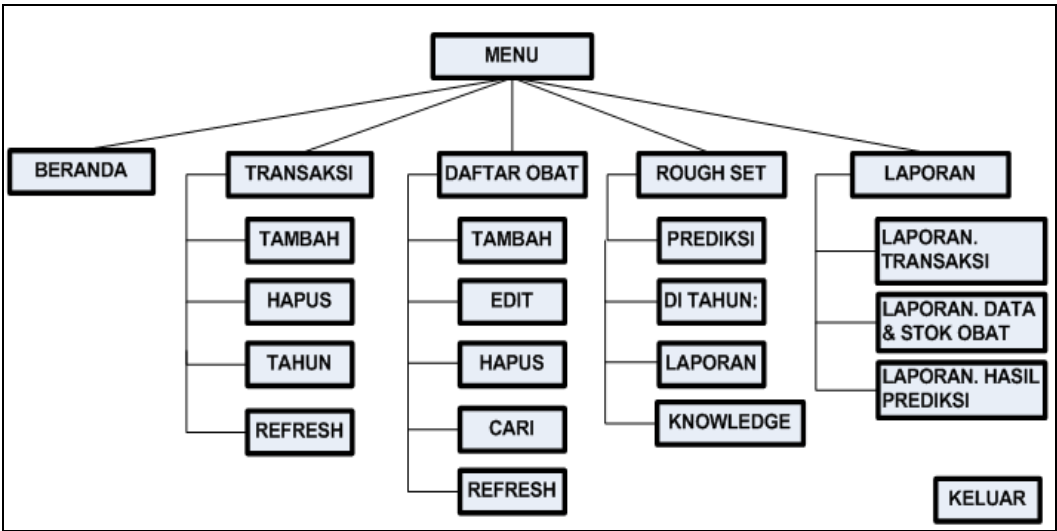 MENU
BERANDA
TRANSAKSI
TAMBAH
HAPUS
TAHUN
REFRESH
DAFTAR OBAT
TAMBAH
EDIT
HAPUS
CARI
REFRESH
ROUGH SET
PREDIKSI
DI TAHUN:
LAPORAN
KNOWLEDGE
LAPORAN
LAPORAN.
TRANSAKSI
LAPORAN. DATA
& STOK OBAT
LAPORAN. HASIL
PREDIKSI
KELUAR